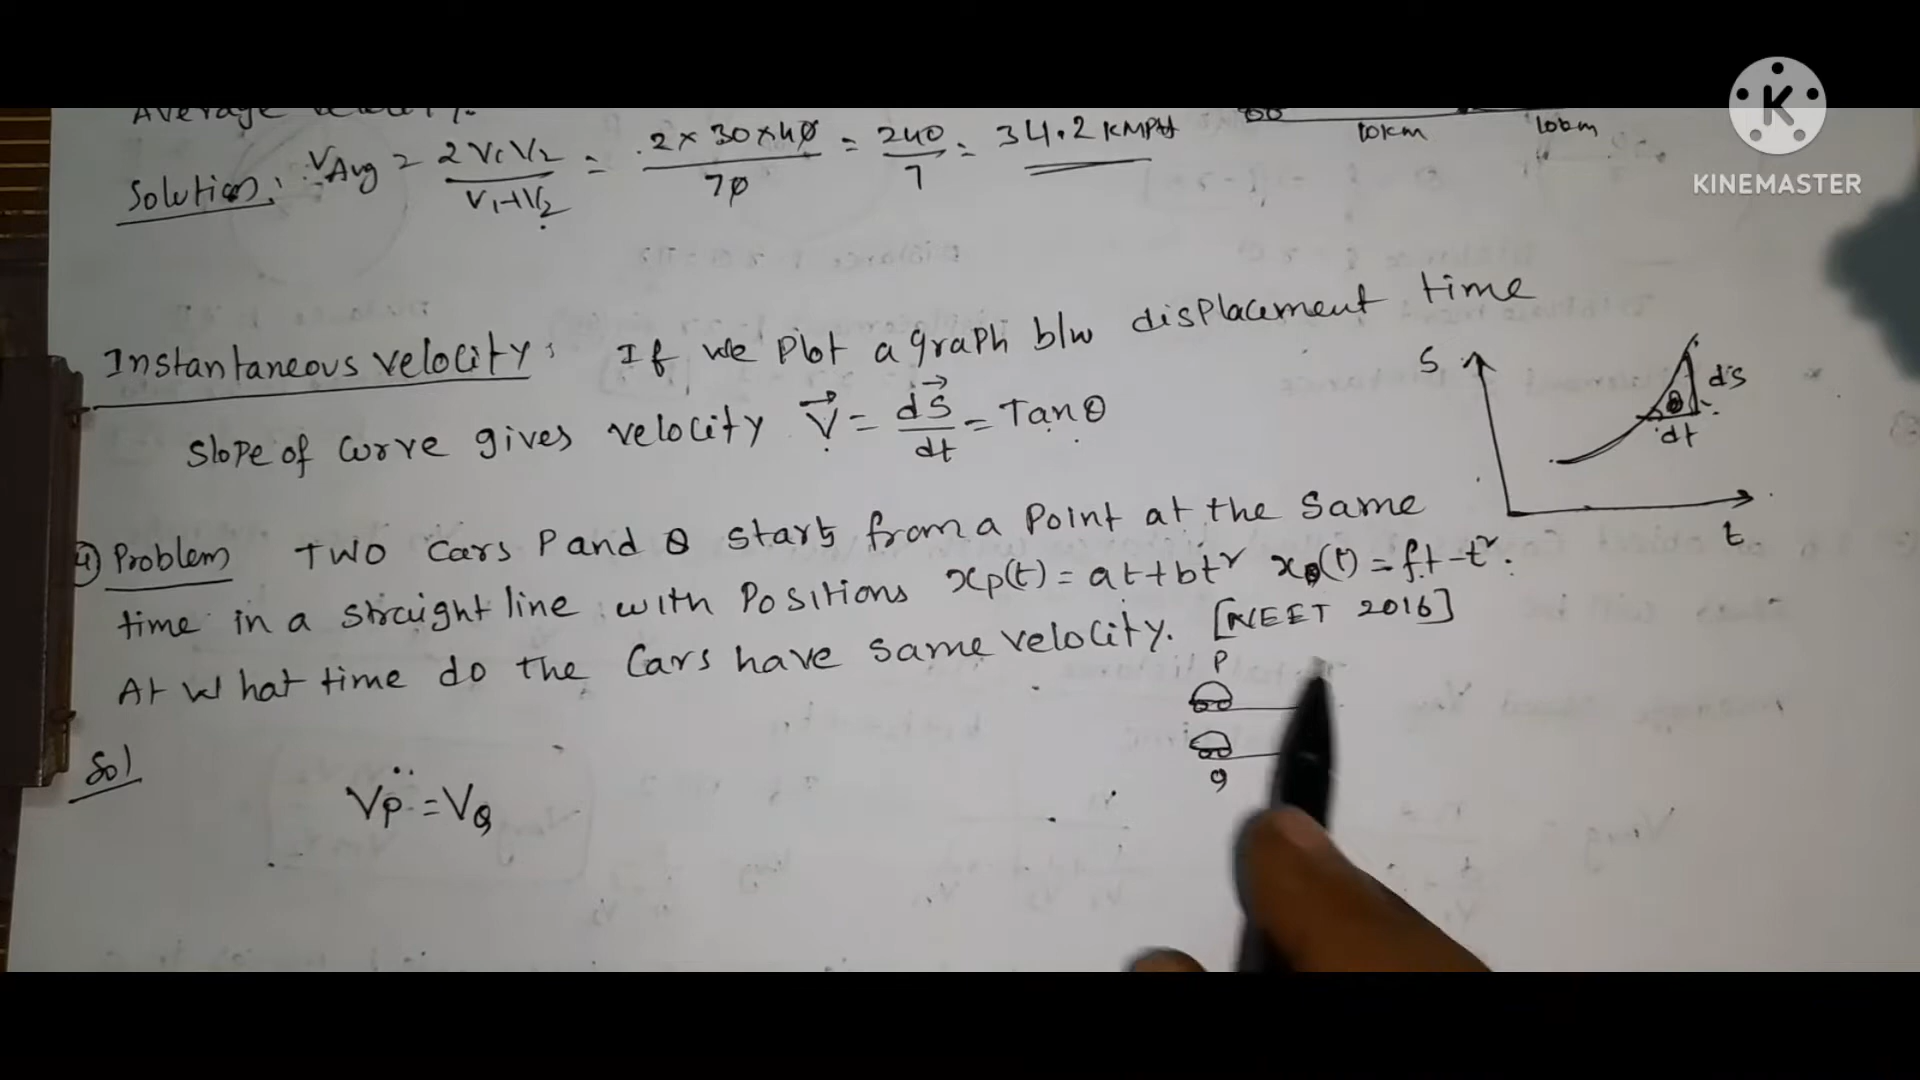 Average
Solution: VAvg = 2V1V2/V1+V2 = 2×30×40/70 = 240/7 = 34.2 KMPH
10km 10km
KINEMASTER
Instantaneous velocity: If we Plot a graph b/w displacement time
Slope of curve gives velocity V⃗ = ds⃗/dt = Tanθ
S ds θ dt t
4) Problem Two Cars P and Q starts from a Point at the Same
time in a straight line with Positions xP(t) = at+bt² xQ(t) = ft-t².
At What time do the Cars have same velocity. [NEET 2016]
P
Q
Sol
VP = VQ